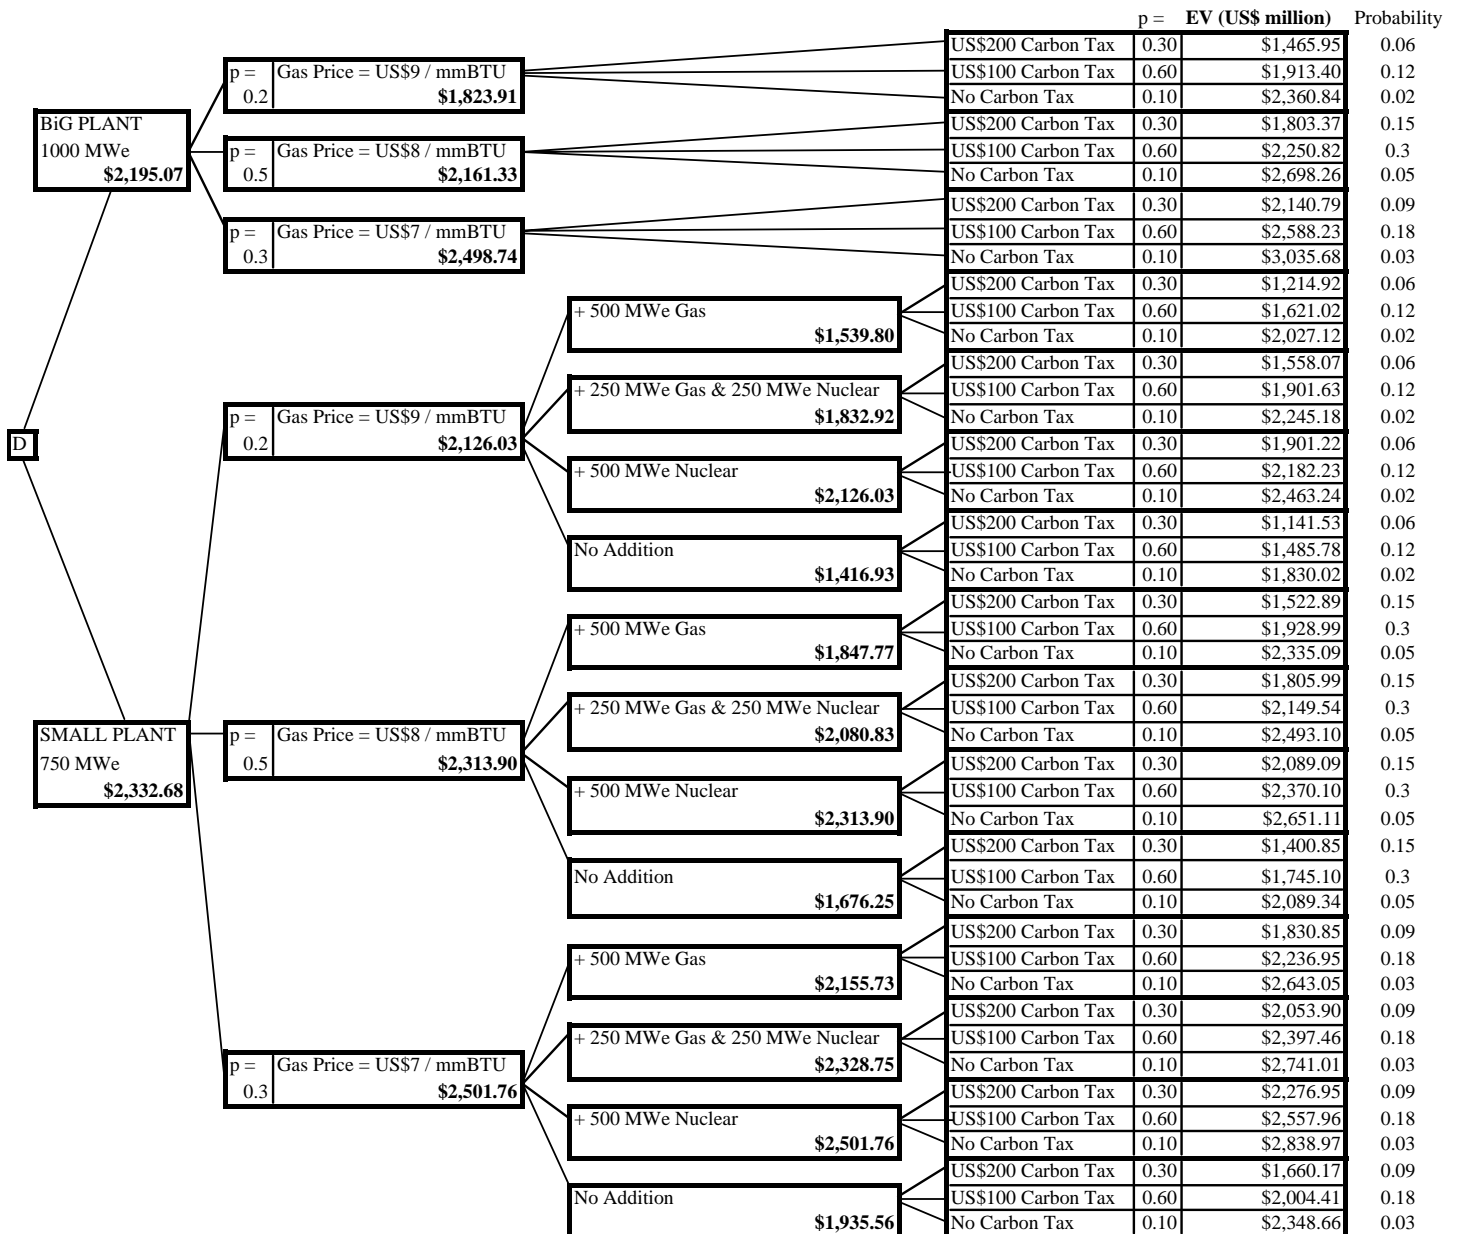 p = EV (US$ million) Probability
US$200 Carbon Tax 0.30 $1,465.95 0.06
p = Gas Price = US$9 / mmBTU US$100 Carbon Tax 0.60 $1,913.40 0.12
0.2 $1,823.91 No Carbon Tax 0.10 $2,360.84 0.02
BiG PLANT US$200 Carbon Tax 0.30 $1,803.37 0.15
1000 MWe p = Gas Price = US$8 / mmBTU US$100 Carbon Tax 0.60 $2,250.82 0.3
$2,195.07 0.5 $2,161.33 No Carbon Tax 0.10 $2,698.26 0.05
US$200 Carbon Tax 0.30 $2,140.79 0.09
p = Gas Price = US$7 / mmBTU US$100 Carbon Tax 0.60 $2,588.23 0.18
0.3 $2,498.74 No Carbon Tax 0.10 $3,035.68 0.03
US$200 Carbon Tax 0.30 $1,214.92 0.06
+ 500 MWe Gas US$100 Carbon Tax 0.60 $1,621.02 0.12
$1,539.80 No Carbon Tax 0.10 $2,027.12 0.02
US$200 Carbon Tax 0.30 $1,558.07 0.06
+ 250 MWe Gas & 250 MWe Nuclear US$100 Carbon Tax 0.60 $1,901.63 0.12
p = Gas Price = US$9 / mmBTU $1,832.92 No Carbon Tax 0.10 $2,245.18 0.02
D 0.2 $2,126.03 US$200 Carbon Tax 0.30 $1,901.22 0.06
+ 500 MWe Nuclear US$100 Carbon Tax 0.60 $2,182.23 0.12
$2,126.03 No Carbon Tax 0.10 $2,463.24 0.02
US$200 Carbon Tax 0.30 $1,141.53 0.06
No Addition US$100 Carbon Tax 0.60 $1,485.78 0.12
$1,416.93 No Carbon Tax 0.10 $1,830.02 0.02
US$200 Carbon Tax 0.30 $1,522.89 0.15
+ 500 MWe Gas US$100 Carbon Tax 0.60 $1,928.99 0.3
$1,847.77 No Carbon Tax 0.10 $2,335.09 0.05
US$200 Carbon Tax 0.30 $1,805.99 0.15
+ 250 MWe Gas & 250 MWe Nuclear US$100 Carbon Tax 0.60 $2,149.54 0.3
SMALL PLANT p = Gas Price = US$8 / mmBTU $2,080.83 No Carbon Tax 0.10 $2,493.10 0.05
750 MWe 0.5 $2,313.90 US$200 Carbon Tax 0.30 $2,089.09 0.15
$2,332.68 + 500 MWe Nuclear US$100 Carbon Tax 0.60 $2,370.10 0.3
$2,313.90 No Carbon Tax 0.10 $2,651.11 0.05
US$200 Carbon Tax 0.30 $1,400.85 0.15
No Addition US$100 Carbon Tax 0.60 $1,745.10 0.3
$1,676.25 No Carbon Tax 0.10 $2,089.34 0.05
US$200 Carbon Tax 0.30 $1,830.85 0.09
+ 500 MWe Gas US$100 Carbon Tax 0.60 $2,236.95 0.18
$2,155.73 No Carbon Tax 0.10 $2,643.05 0.03
US$200 Carbon Tax 0.30 $2,053.90 0.09
+ 250 MWe Gas & 250 MWe Nuclear US$100 Carbon Tax 0.60 $2,397.46 0.18
p = Gas Price = US$7 / mmBTU $2,328.75 No Carbon Tax 0.10 $2,741.01 0.03
0.3 $2,501.76 US$200 Carbon Tax 0.30 $2,276.95 0.09
+ 500 MWe Nuclear US$100 Carbon Tax 0.60 $2,557.96 0.18
$2,501.76 No Carbon Tax 0.10 $2,838.97 0.03
US$200 Carbon Tax 0.30 $1,660.17 0.09
No Addition US$100 Carbon Tax 0.60 $2,004.41 0.18
$1,935.56 No Carbon Tax 0.10 $2,348.66 0.03